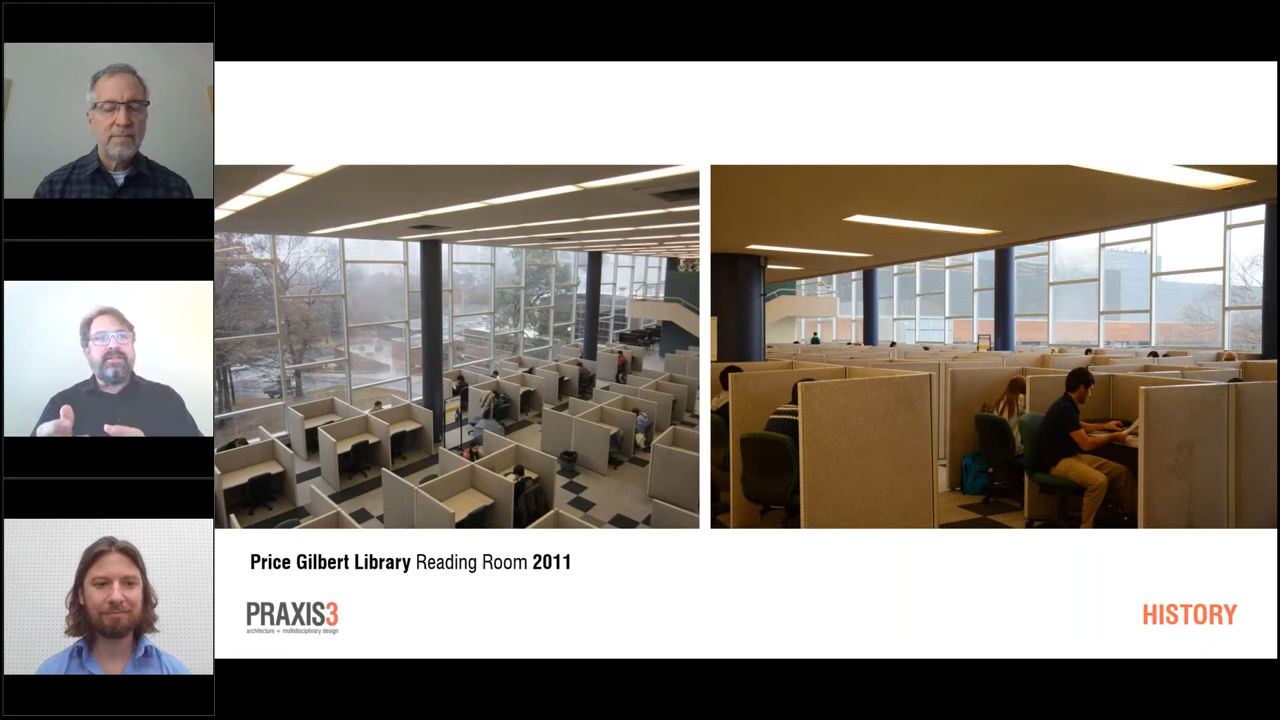 Price Gilbert Library Reading Room 2011
PRAXIS3
architecture + multidisciplinary design
HISTORY